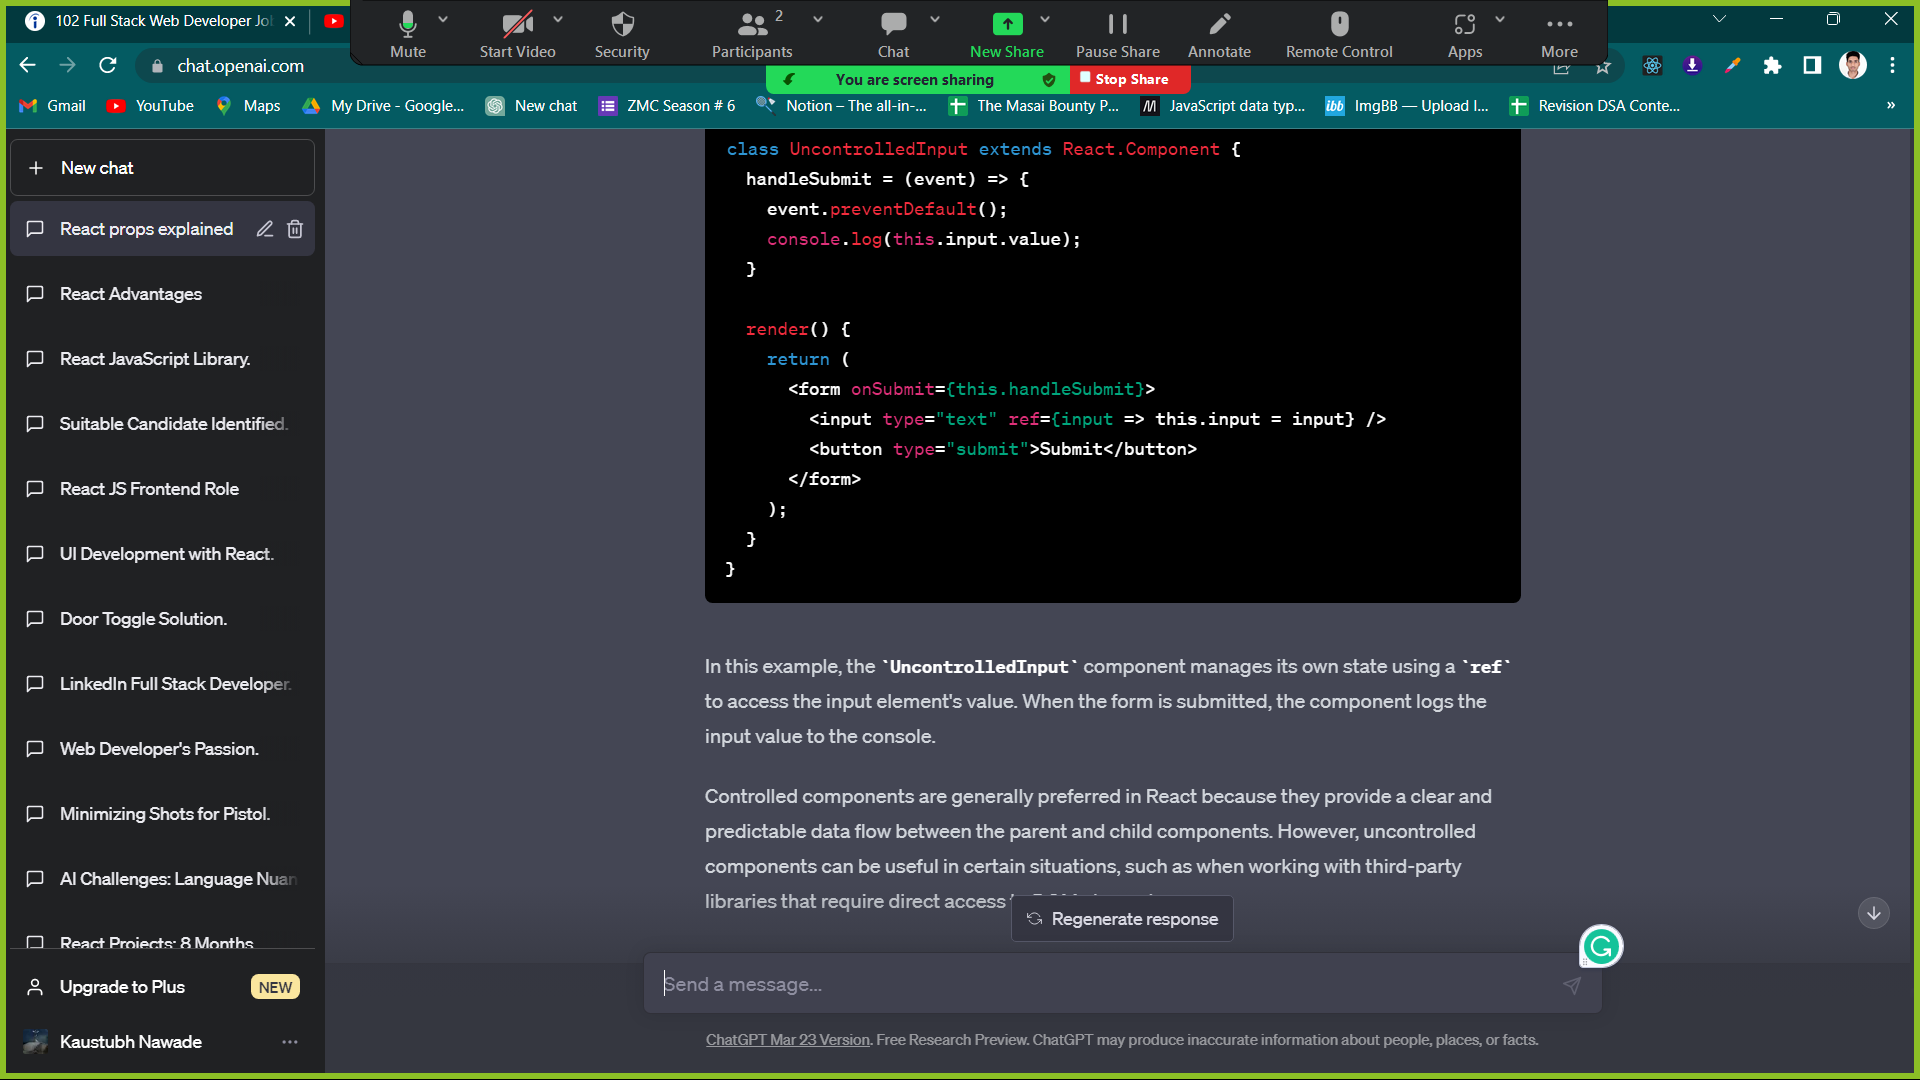 102 Full Stack Web Developer Jo
Mute
Start Video
Security
Participants
2
Chat
New Share
Pause Share
Annotate
Remote Control
Apps
More
You are screen sharing
Stop Share
chat.openai.com
Gmail
YouTube
Maps
My Drive - Google...
New chat
ZMC Season # 6
Notion – The all-in-...
The Masai Bounty P...
JavaScript data typ...
ibb ImgBB — Upload I...
Revision DSA Conte...
»
New chat
React props explained
React Advantages
React JavaScript Library.
Suitable Candidate Identified.
React JS Frontend Role
UI Development with React.
Door Toggle Solution.
LinkedIn Full Stack Developer.
Web Developer's Passion.
Minimizing Shots for Pistol.
AI Challenges: Language Nuan
React Projects: 8 Months
Upgrade to Plus
NEW
Kaustubh Nawade
class UncontrolledInput extends React.Component {
handleSubmit = (event) => {
event.preventDefault();
console.log(this.input.value);
}
render() {
return (
<form onSubmit={this.handleSubmit}>
<input type="text" ref={input => this.input = input} />
<button type="submit">Submit</button>
</form>
);
}
}
In this example, the `UncontrolledInput` component manages its own state using a `ref`
to access the input element's value. When the form is submitted, the component logs the
input value to the console.
Controlled components are generally preferred in React because they provide a clear and
predictable data flow between the parent and child components. However, uncontrolled
components can be useful in certain situations, such as when working with third-party
libraries that require direct access
Regenerate response
Send a message...
ChatGPT Mar 23 Version. Free Research Preview. ChatGPT may produce inaccurate information about people, places, or facts.